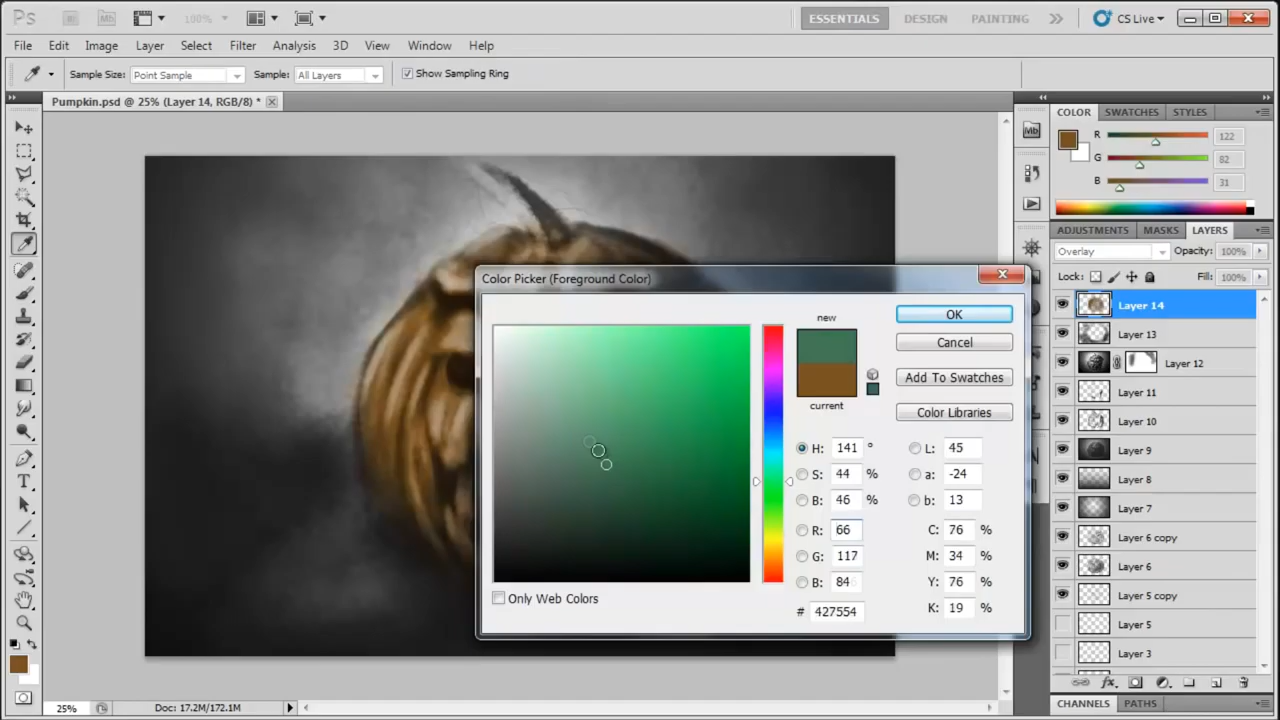 Ps Mb 100% ESSENTIALS DESIGN PAINTING CS Live
File Edit Image Layer Select Filter Analysis 3D View Window Help
Sample Size: Point Sample Sample: All Layers Show Sampling Ring
Pumpkin.psd @ 25% (Layer 14, RGB/8) *
COLOR SWATCHES STYLES
Mb
R 122
G 82
B 31
ADJUSTMENTS MASKS LAYERS
Overlay Opacity: 100%
Lock: Fill: 100%
Layer 14
Layer 13
Layer 12
Layer 11
Layer 10
Layer 9
Layer 8
Layer 7
Layer 6 copy
Layer 6
Layer 5 copy
Layer 5
Layer 3
CHANNELS PATHS
Color Picker (Foreground Color)
new
current
OK
Cancel
Add To Swatches
Color Libraries
H: 141 ° L: 45
S: 44 % a: -24
B: 46 % b: 13
R: 66 C: 76 %
G: 117 M: 34 %
B: 84 Y: 76 %
# 427554 K: 19 %
Only Web Colors
T
25% Doc: 17.2M/172.1M
fx